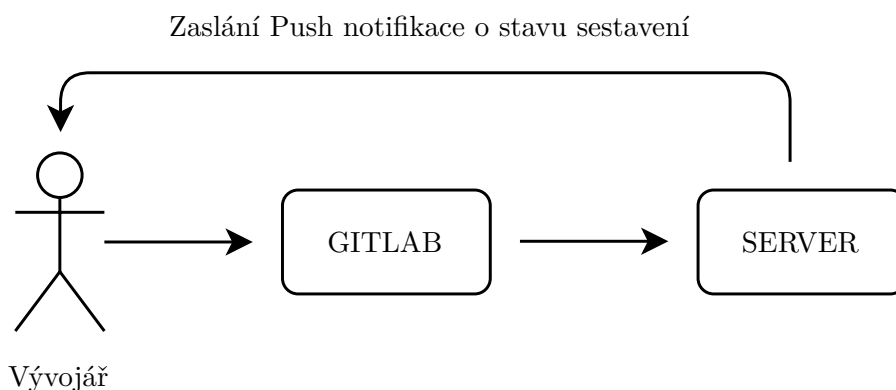 Zaslání Push notifikace o stavu sestavení
GITLAB
SERVER
Vývojář